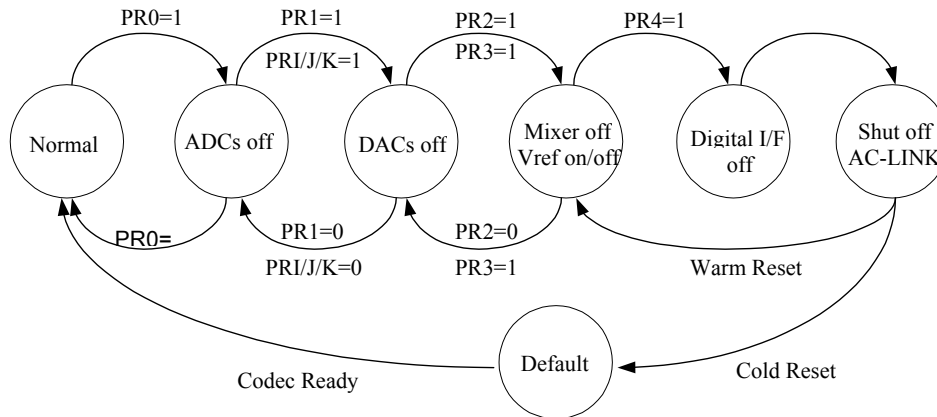 PR0=1
PR1=1
PRI/J/K=1
PR2=1
PR3=1
PR4=1
Normal
ADCs off
DACs off
Mixer off
Vref on/off
Digital I/F
off
Shut off
AC-LINK
PR0=
PR1=0
PRI/J/K=0
PR2=0
PR3=1
Warm Reset
Default
Codec Ready
Cold Reset